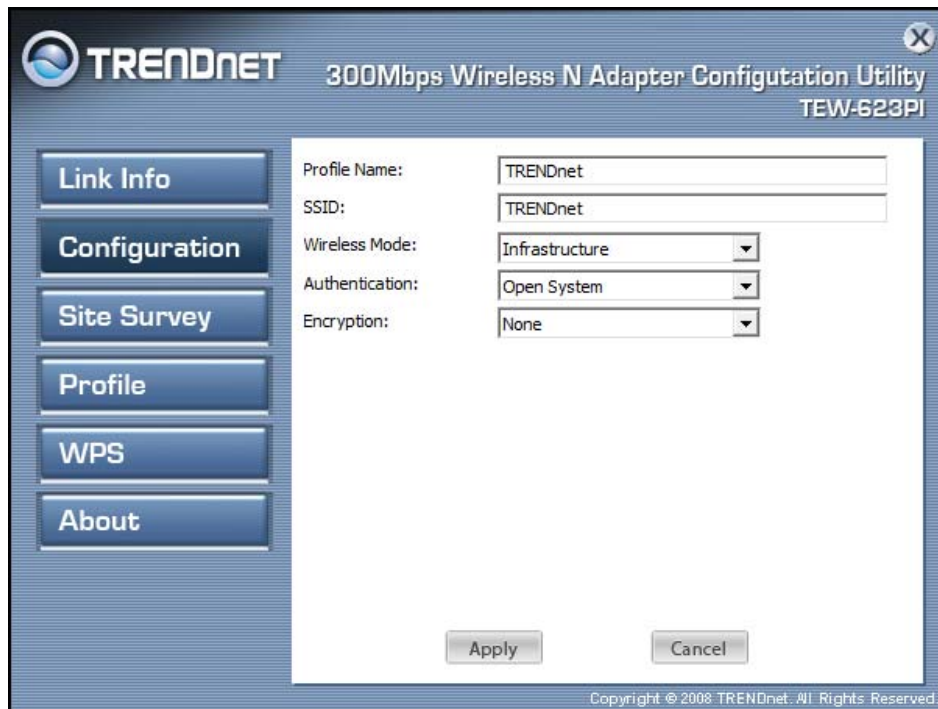 TRENDNET
300Mbps Wireless N Adapter Configutation Utility
TEW-623PI
Link Info
Configuration
Site Survey
Profile
WPS
About
Profile Name: TRENDnet
SSID: TRENDnet
Wireless Mode: Infrastructure
Authentication: Open System
Encryption: None
Apply Cancel
Copyright © 2008 TRENDnet. All Rights Reserved.